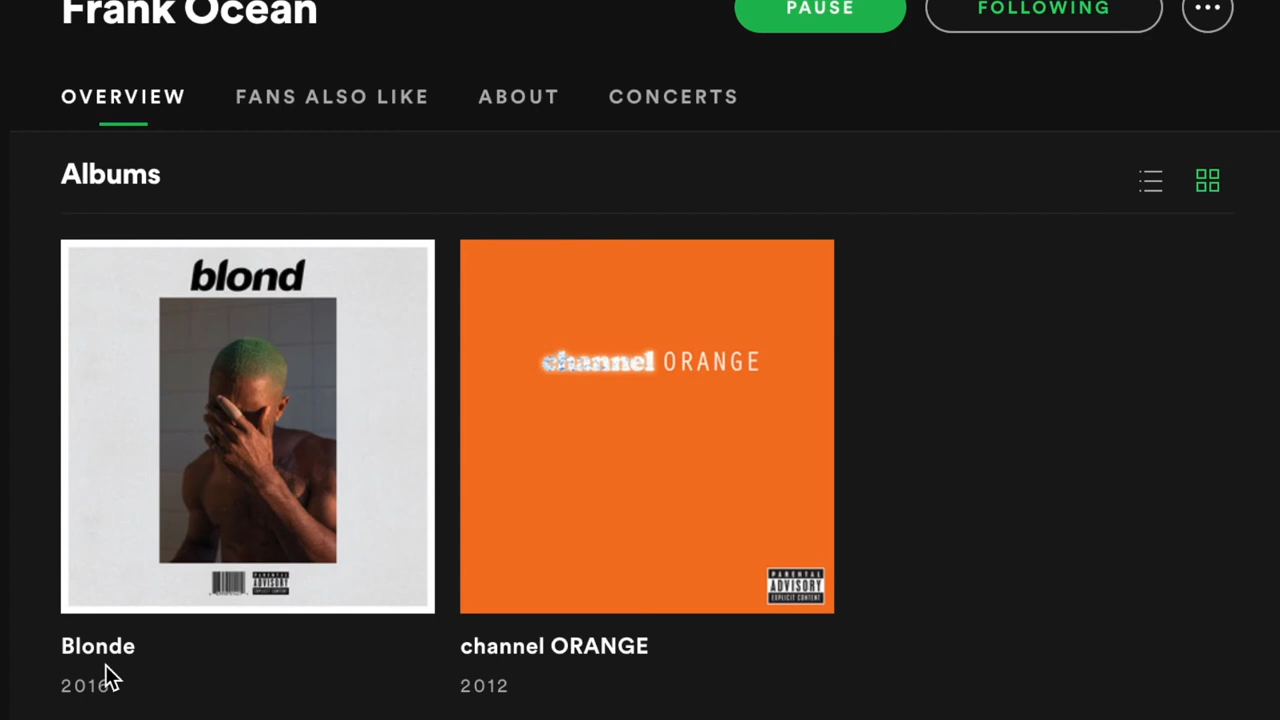 Frank Ocean
PAUSE
FOLLOWING
OVERVIEW
FANS ALSO LIKE
ABOUT
CONCERTS
Albums
blond
PARENTAL
ADVISORY
EXPLICIT CONTENT
channel ORANGE
PARENTAL
ADVISORY
EXPLICIT CONTENT
Blonde
2016
channel ORANGE
2012